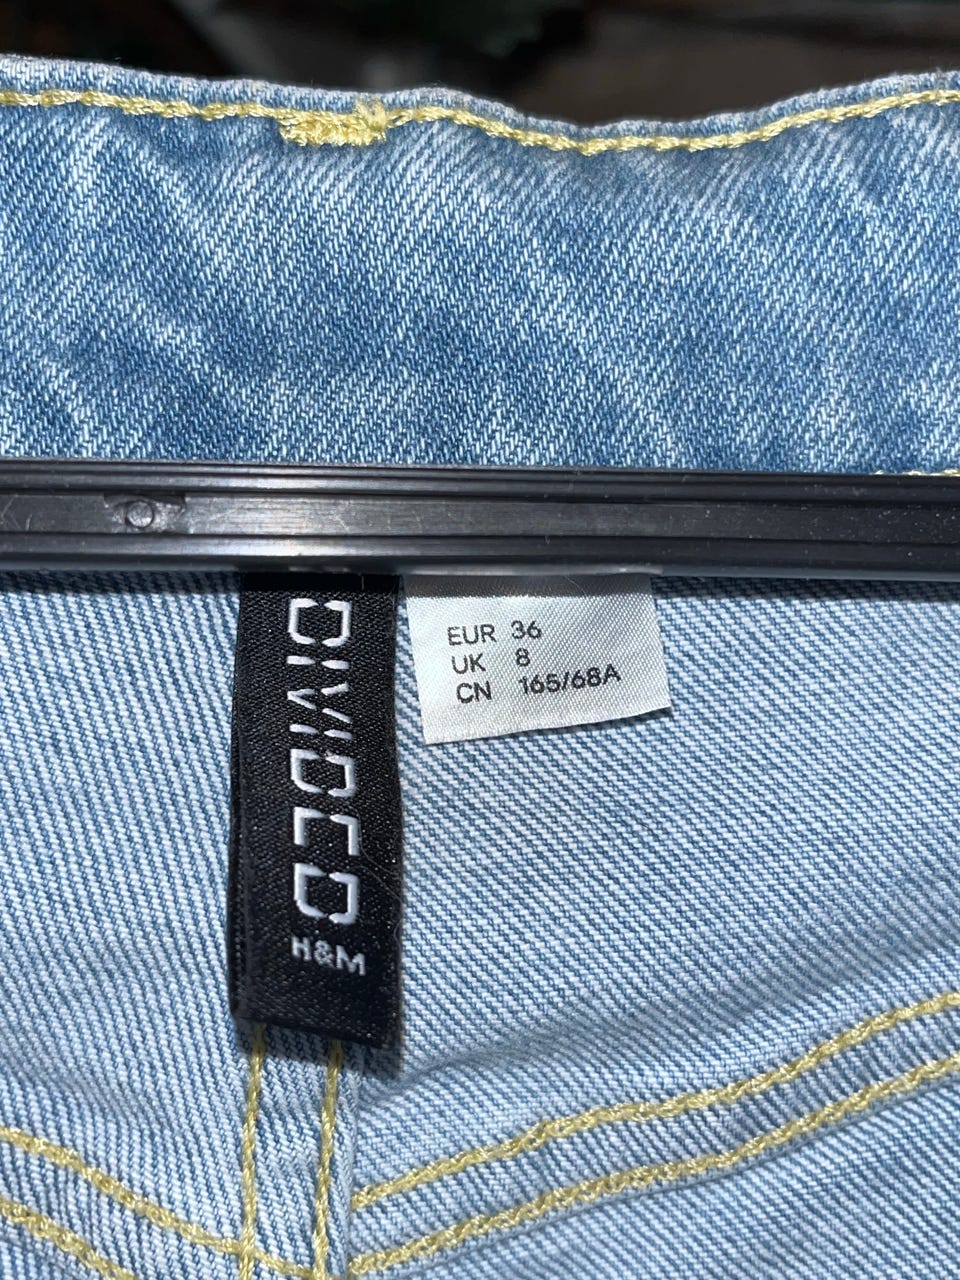 DIVIDED
H&M
EUR 36
UK 8
CN 165/68A